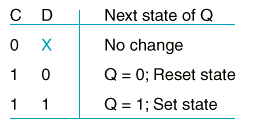 C D Next state of Q
0 X No change
1 0 Q = 0; Reset state
1 1 Q = 1; Set state